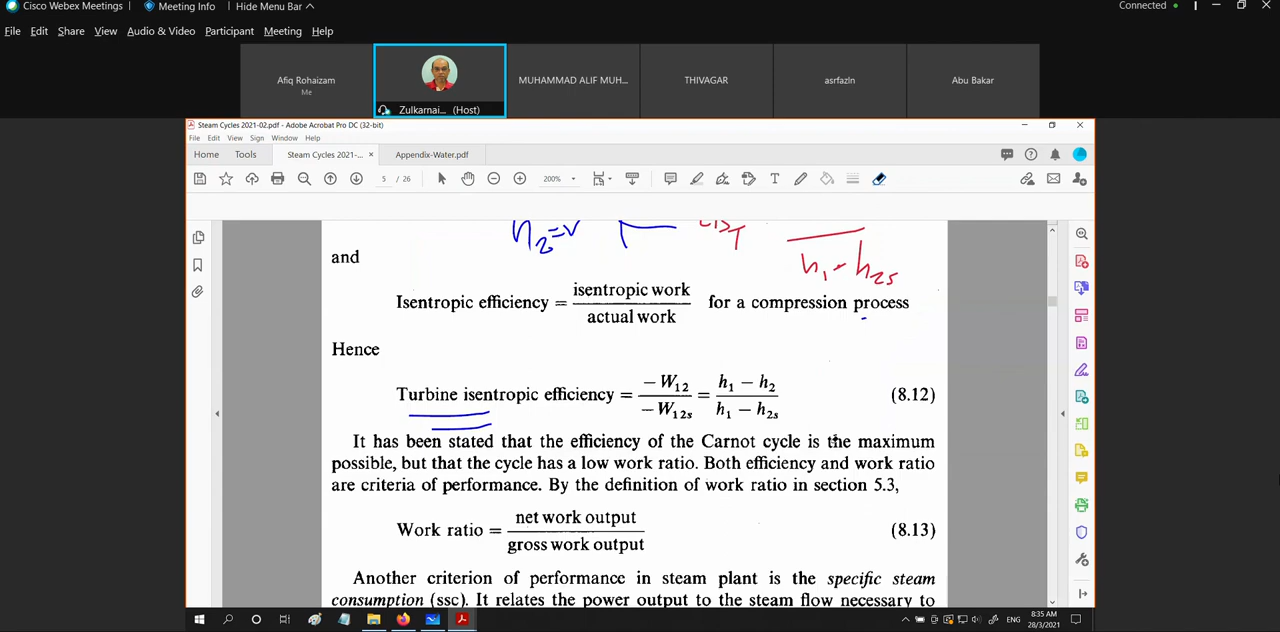 Cisco Webex Meetings Meeting Info Hide Menu Bar Connected
File Edit Share View Audio & Video Participant Meeting Help
Afiq Rohaizam
Me
Zulkarnai... (Host)
MUHAMMAD ALIF MUH...
THIVAGAR
asrfazln
Abu Bakar
Steam Cycles 2021-02.pdf - Adobe Acrobat Pro DC (32-bit)
File Edit View Sign Window Help
Home Tools Steam Cycles 2021-... × Appendix-Water.pdf
5 / 26 200%
h₁ - h₂s
and
Isentropic efficiency = isentropic work / actual work for a compression process
Hence
Turbine isentropic efficiency = -W₁₂ / -W₁₂s = h₁ - h₂ / h₁ - h₂s (8.12)
It has been stated that the efficiency of the Carnot cycle is the maximum
possible, but that the cycle has a low work ratio. Both efficiency and work ratio
are criteria of performance. By the definition of work ratio in section 5.3,
Work ratio = net work output / gross work output (8.13)
Another criterion of performance in steam plant is the specific steam
consumption (ssc). It relates the power output to the steam flow necessary to
ENG
8:35 AM
28/3/2021